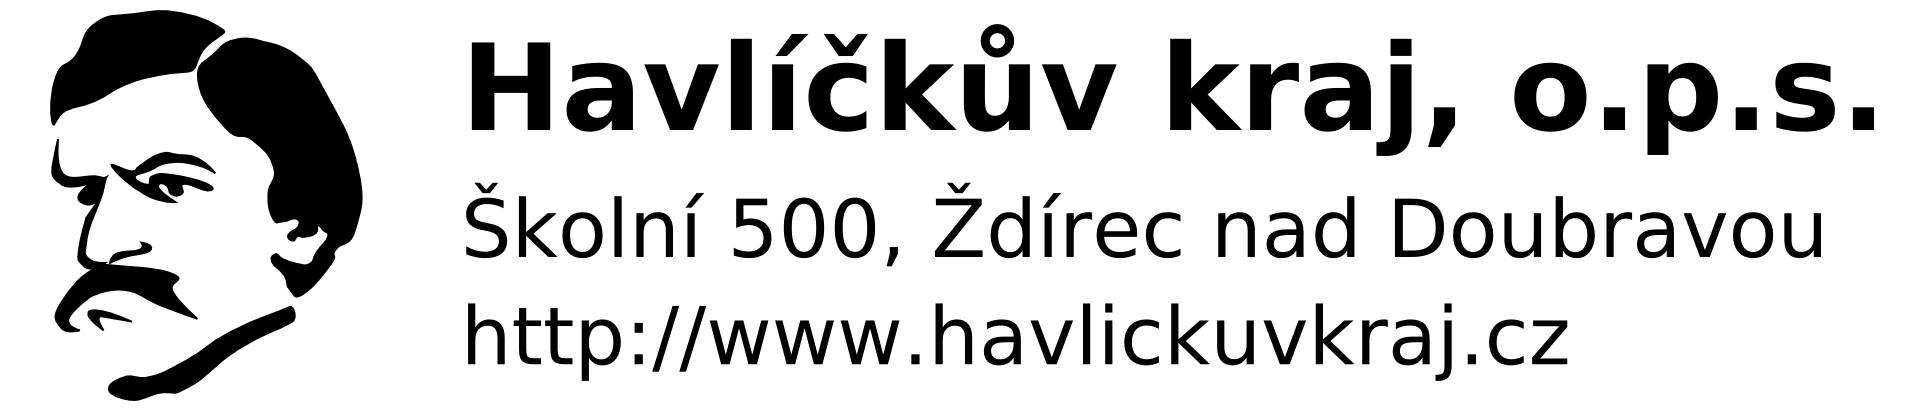 Havlíčkův kraj, o.p.s.
Školní 500, Ždírec nad Doubravou
http://www.havlickuvkraj.cz